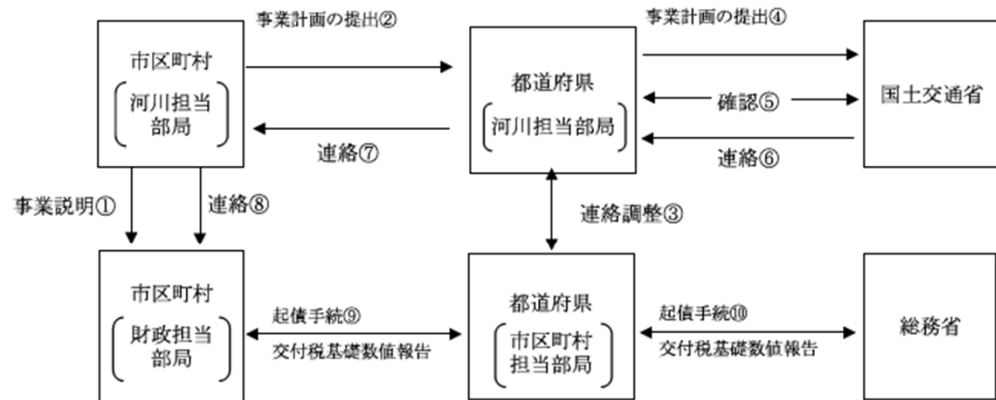 事業計画の提出②
事業計画の提出④
市区町村
河川担当
部局
都道府県
河川担当部局
国土交通省
確認⑤
連絡⑦
連絡⑥
事業説明①
連絡⑧
連絡調整③
市区町村
財政担当
部局
起債手続⑨
交付税基礎数値報告
都道府県
市区町村
担当部局
起債手続⑩
交付税基礎数値報告
総務省